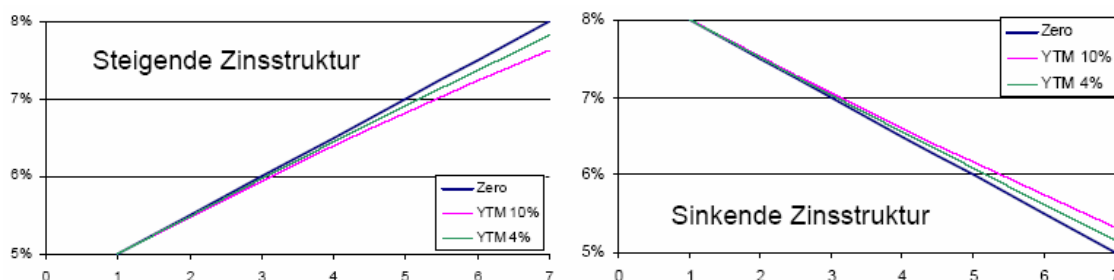 8%
Steigende Zinsstruktur
7%
6%
Zero
YTM 10%
YTM 4%
5%
0 1 2 3 4 5 6 7
8%
Zero
YTM 10%
YTM 4%
7%
6%
Sinkende Zinsstruktur
5%
0 1 2 3 4 5 6 7